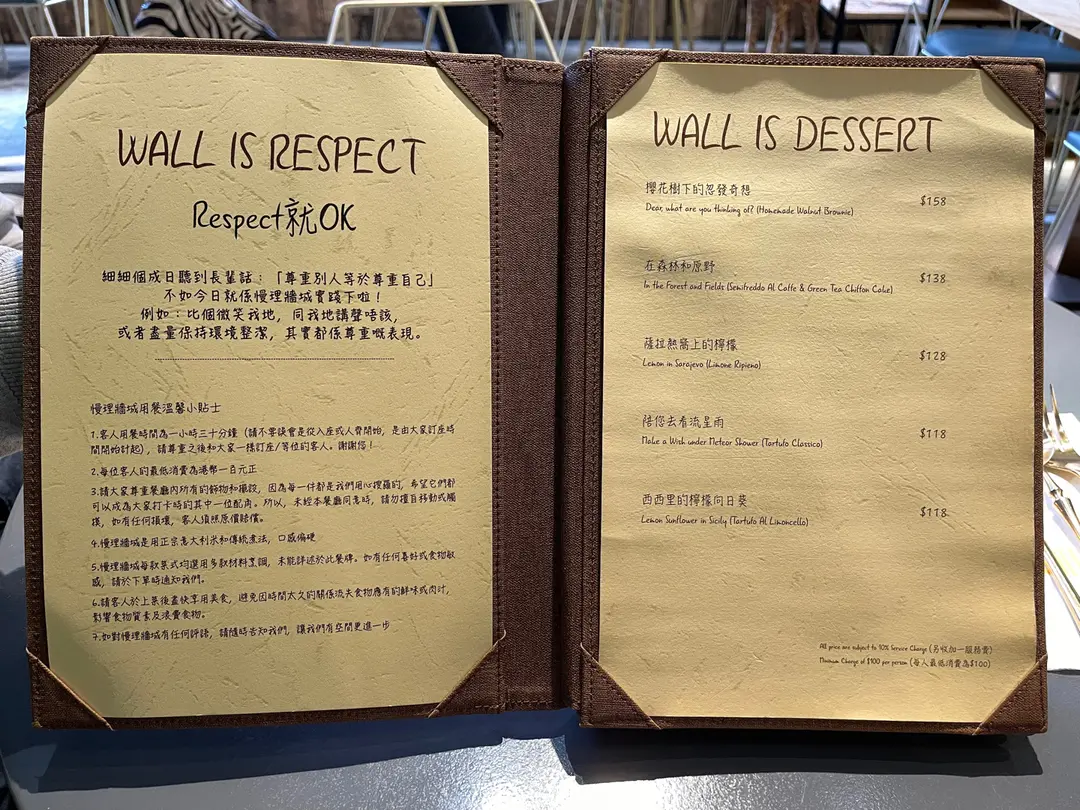 WALL IS RESPECT
Respect就OK
細細個成日聽到長輩話：「尊重別人等於尊重自己」
不如今日就係慢理牆城實踐下啦！
例如：比個微笑我地，同我地講聲唔該，
或者盡量保持環境整潔，其實都係尊重嘅表現。
慢理牆城用餐溫馨小貼士
1.客人用餐時間為一小時三十分鐘（請不要誤會是從入座或人齊開始，是由大家訂座時
間開始計起），請尊重之後和大家一樣訂座/等位的客人。謝謝您！
2.每位客人的最低消費為港幣一百元正
3.請大家尊重餐廳內所有的飾物和擺設，因為每一件都是我們用心搜羅的，希望它們都
可以成為大家打卡時的其中一位配角。所以，未經本餐廳同意時，請勿擅自移動或觸
摸，如有任何損壞，客人須照原價賠償。
4.慢理牆城是用正宗意大利米和傳統煮法，口感偏硬
5.慢理牆城每款菜式均選用多款材料烹調，未能詳述於此餐牌。如有任何喜好或食物敏
感，請於下單時通知我們。
6.請客人於上菜後盡快享用美食，避免因時間太久的關係流失食物應有的鮮味或肉汁，
影響食物質素及浪費食物。
7.如對慢理牆城有任何評語，請隨時告知我們，讓我們有空間更進一步
WALL IS DESSERT
櫻花樹下的忽發奇想
Dear, what are you thinking of? (Homemade Walnut Brownie)
$158
在森林和原野
In the Forest and Fields (Semifreddo Al Caffe & Green Tea Chiffon Cake)
$138
薩拉熱窩上的檸檬
Lemon in Sarajevo (Limone Ripieno)
$128
陪您去看流星雨
Make a Wish under Meteor Shower (Tartufo Classico)
$118
西西里的檸檬向日葵
Lemon Sunflower in Sicily (Tartufo Al Limoncello)
$118
All price are subject to 10% Service Charge (另收加一服務費)
Minimum Charge of $100 per person (每人最低消費為$100)